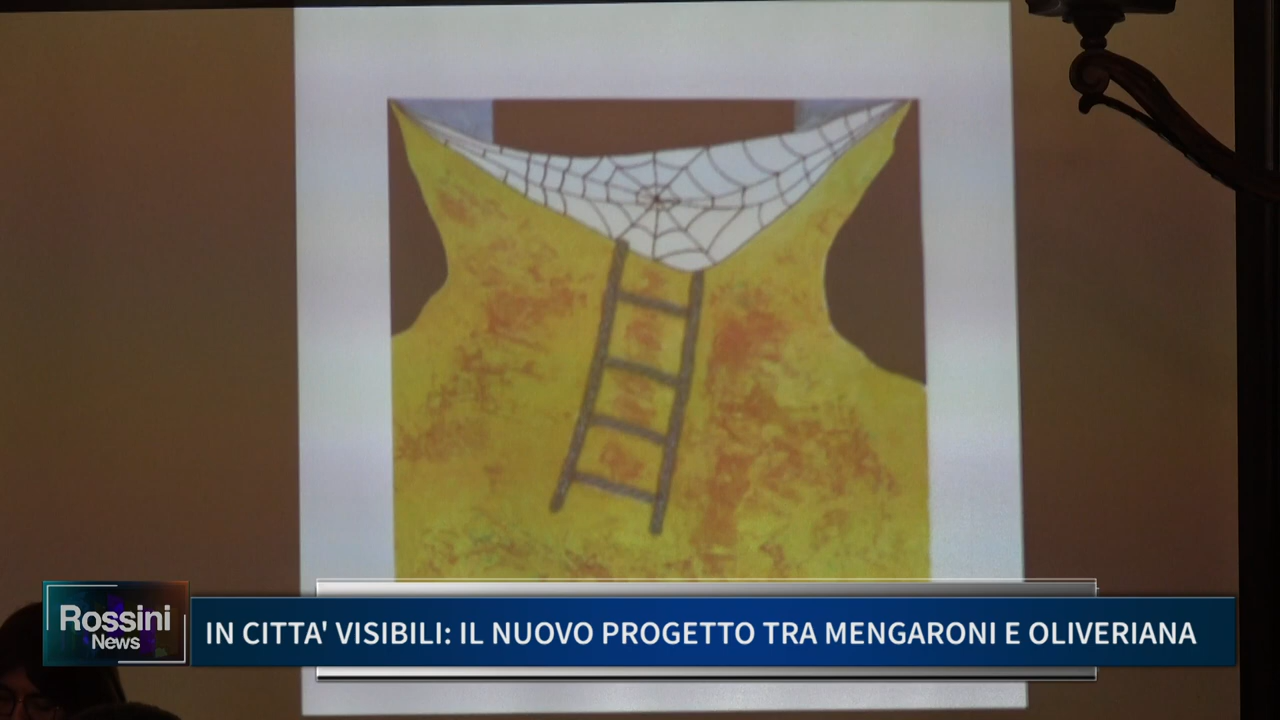 Rossini
News
IN CITTA' VISIBILI: IL NUOVO PROGETTO TRA MENGARONI E OLIVERIANA